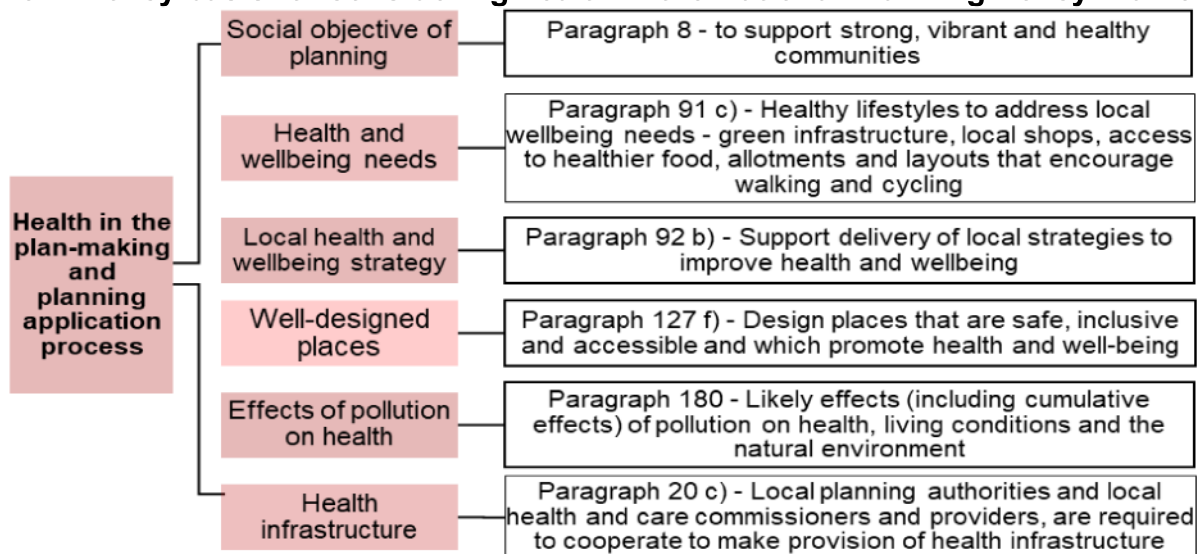 Social objective of
planning
Paragraph 8 - to support strong, vibrant and healthy
communities
Health and
wellbeing needs
Paragraph 91 c) - Healthy lifestyles to address local
wellbeing needs - green infrastructure, local shops, access
to healthier food, allotments and layouts that encourage
walking and cycling
Health in the
plan-making
and
planning
application
process
Local health and
wellbeing strategy
Paragraph 92 b) - Support delivery of local strategies to
improve health and wellbeing
Well-designed
places
Paragraph 127 f) - Design places that are safe, inclusive
and accessible and which promote health and well-being
Effects of pollution
on health
Paragraph 180 - Likely effects (including cumulative
effects) of pollution on health, living conditions and the
natural environment
Health
infrastructure
Paragraph 20 c) - Local planning authorities and local
health and care commissioners and providers, are required
to cooperate to make provision of health infrastructure